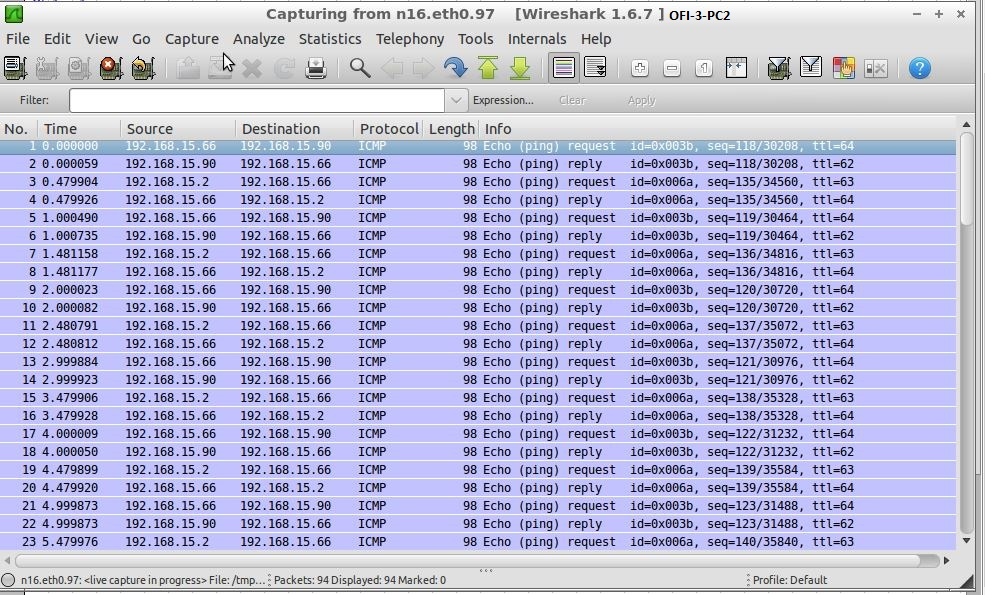 Capturing from n16.eth0.97 [Wireshark 1.6.7 ] OFI-3-PC2
File Edit View Go Capture Analyze Statistics Telephony Tools Internals Help
Filter: Expression... Clear Apply
No. Time Source Destination Protocol Length Info
1 0.000000 192.168.15.66 192.168.15.90 ICMP 98 Echo (ping) request id=0x003b, seq=118/30208, ttl=64
2 0.000059 192.168.15.90 192.168.15.66 ICMP 98 Echo (ping) reply id=0x003b, seq=118/30208, ttl=62
3 0.479904 192.168.15.2 192.168.15.66 ICMP 98 Echo (ping) request id=0x006a, seq=135/34560, ttl=63
4 0.479926 192.168.15.66 192.168.15.2 ICMP 98 Echo (ping) reply id=0x006a, seq=135/34560, ttl=64
5 1.000490 192.168.15.66 192.168.15.90 ICMP 98 Echo (ping) request id=0x003b, seq=119/30464, ttl=64
6 1.000735 192.168.15.90 192.168.15.66 ICMP 98 Echo (ping) reply id=0x003b, seq=119/30464, ttl=62
7 1.481158 192.168.15.2 192.168.15.66 ICMP 98 Echo (ping) request id=0x006a, seq=136/34816, ttl=63
8 1.481177 192.168.15.66 192.168.15.2 ICMP 98 Echo (ping) reply id=0x006a, seq=136/34816, ttl=64
9 2.000023 192.168.15.66 192.168.15.90 ICMP 98 Echo (ping) request id=0x003b, seq=120/30720, ttl=64
10 2.000082 192.168.15.90 192.168.15.66 ICMP 98 Echo (ping) reply id=0x003b, seq=120/30720, ttl=62
11 2.480791 192.168.15.2 192.168.15.66 ICMP 98 Echo (ping) request id=0x006a, seq=137/35072, ttl=63
12 2.480812 192.168.15.66 192.168.15.2 ICMP 98 Echo (ping) reply id=0x006a, seq=137/35072, ttl=64
13 2.999884 192.168.15.66 192.168.15.90 ICMP 98 Echo (ping) request id=0x003b, seq=121/30976, ttl=64
14 2.999923 192.168.15.90 192.168.15.66 ICMP 98 Echo (ping) reply id=0x003b, seq=121/30976, ttl=62
15 3.479906 192.168.15.2 192.168.15.66 ICMP 98 Echo (ping) request id=0x006a, seq=138/35328, ttl=63
16 3.479928 192.168.15.66 192.168.15.2 ICMP 98 Echo (ping) reply id=0x006a, seq=138/35328, ttl=64
17 4.000009 192.168.15.66 192.168.15.90 ICMP 98 Echo (ping) request id=0x003b, seq=122/31232, ttl=64
18 4.000050 192.168.15.90 192.168.15.66 ICMP 98 Echo (ping) reply id=0x003b, seq=122/31232, ttl=62
19 4.479899 192.168.15.2 192.168.15.66 ICMP 98 Echo (ping) request id=0x006a, seq=139/35584, ttl=63
20 4.479920 192.168.15.66 192.168.15.2 ICMP 98 Echo (ping) reply id=0x006a, seq=139/35584, ttl=64
21 4.999873 192.168.15.66 192.168.15.90 ICMP 98 Echo (ping) request id=0x003b, seq=123/31488, ttl=64
22 4.999873 192.168.15.90 192.168.15.66 ICMP 98 Echo (ping) reply id=0x003b, seq=123/31488, ttl=62
23 5.479976 192.168.15.2 192.168.15.66 ICMP 98 Echo (ping) request id=0x006a, seq=140/35840, ttl=63
n16.eth0.97: <live capture in progress> File: /tmp... Packets: 94 Displayed: 94 Marked: 0 Profile: Default